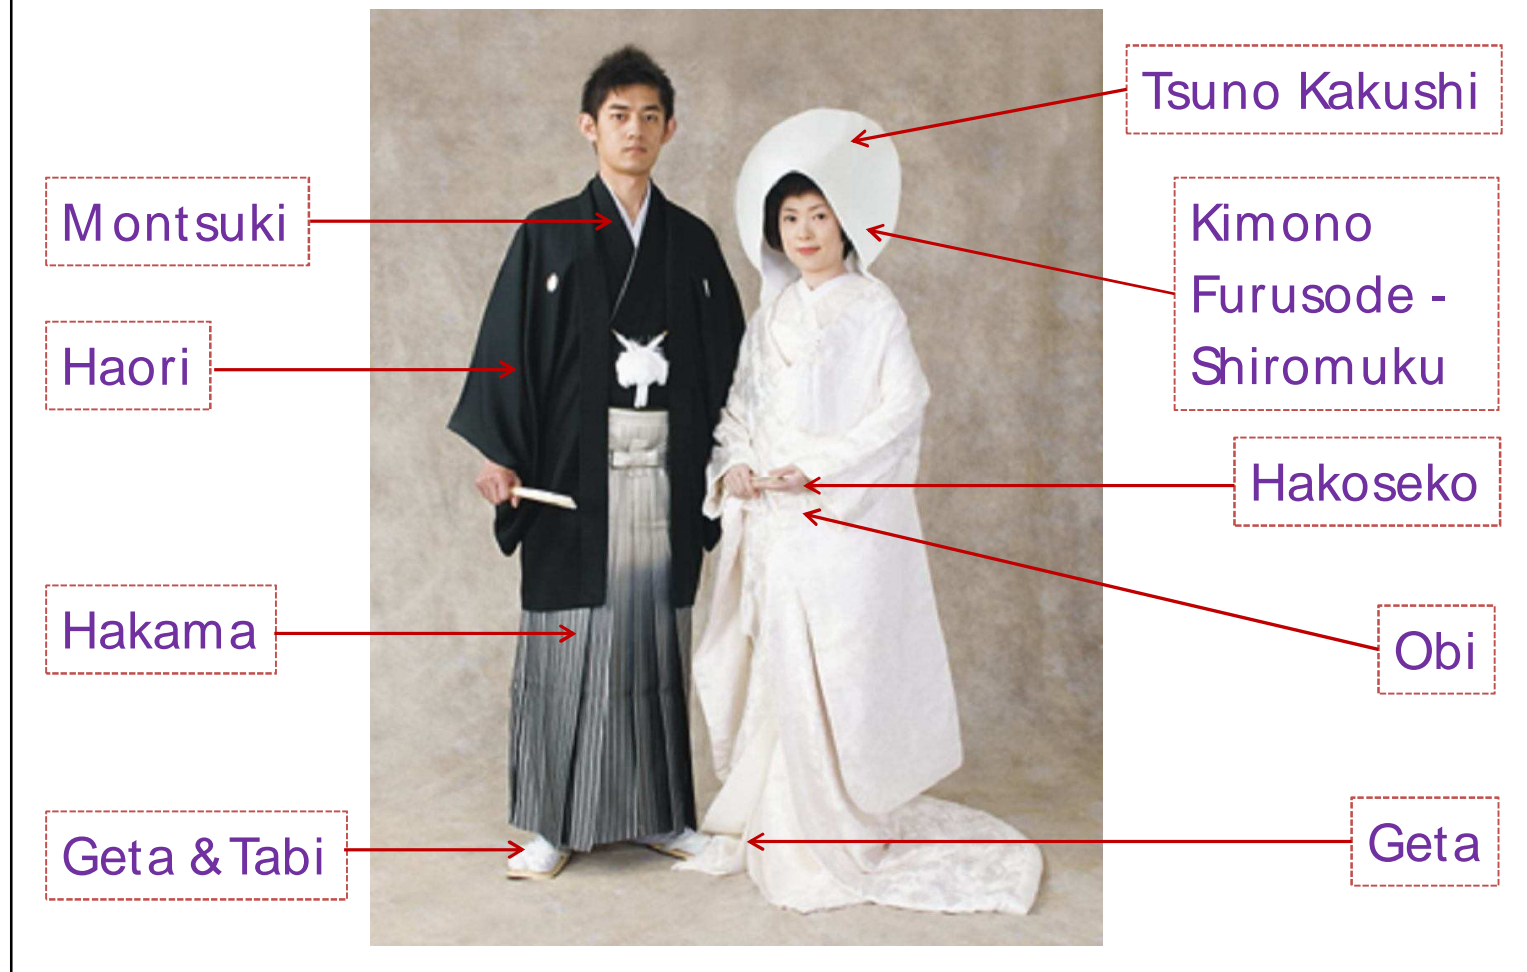 Montsuki
Haori
Hakama
Geta & Tabi
Tsuno Kakushi
Kimono
Furusode -
Shiromuku
Hakoseko
Obi
Geta